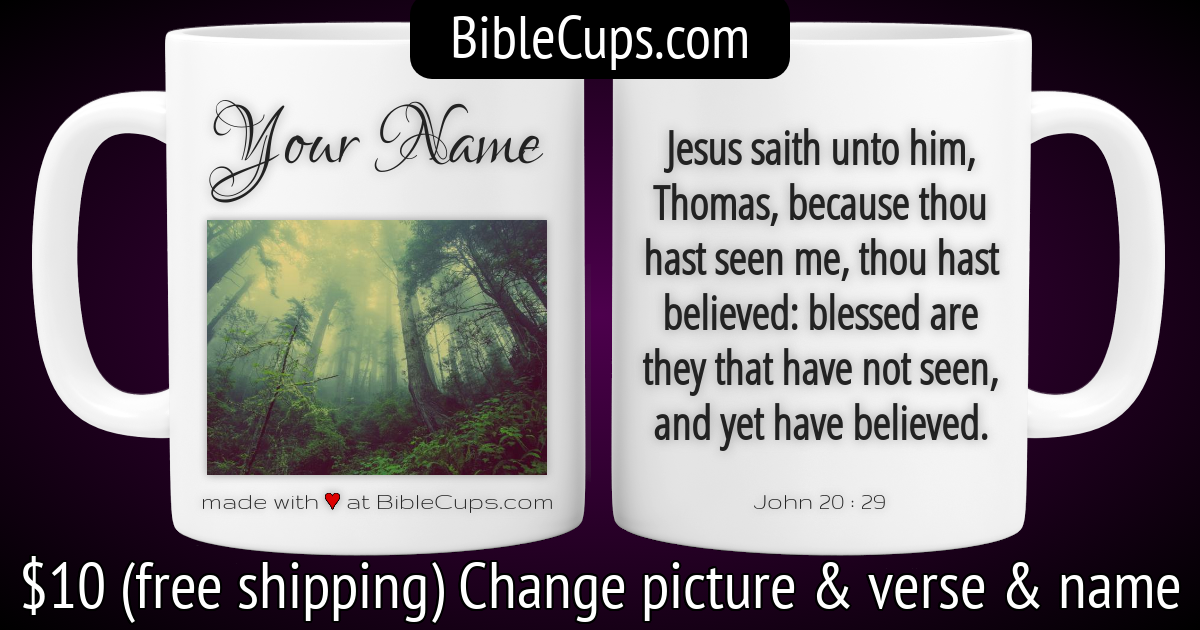 BibleCups.com
Your Name
made with ♥ at BibleCups.com
Jesus saith unto him,
Thomas, because thou
hast seen me, thou hast
believed: blessed are
they that have not seen,
and yet have believed.
John 20 : 29
$10 (free shipping) Change picture & verse & name